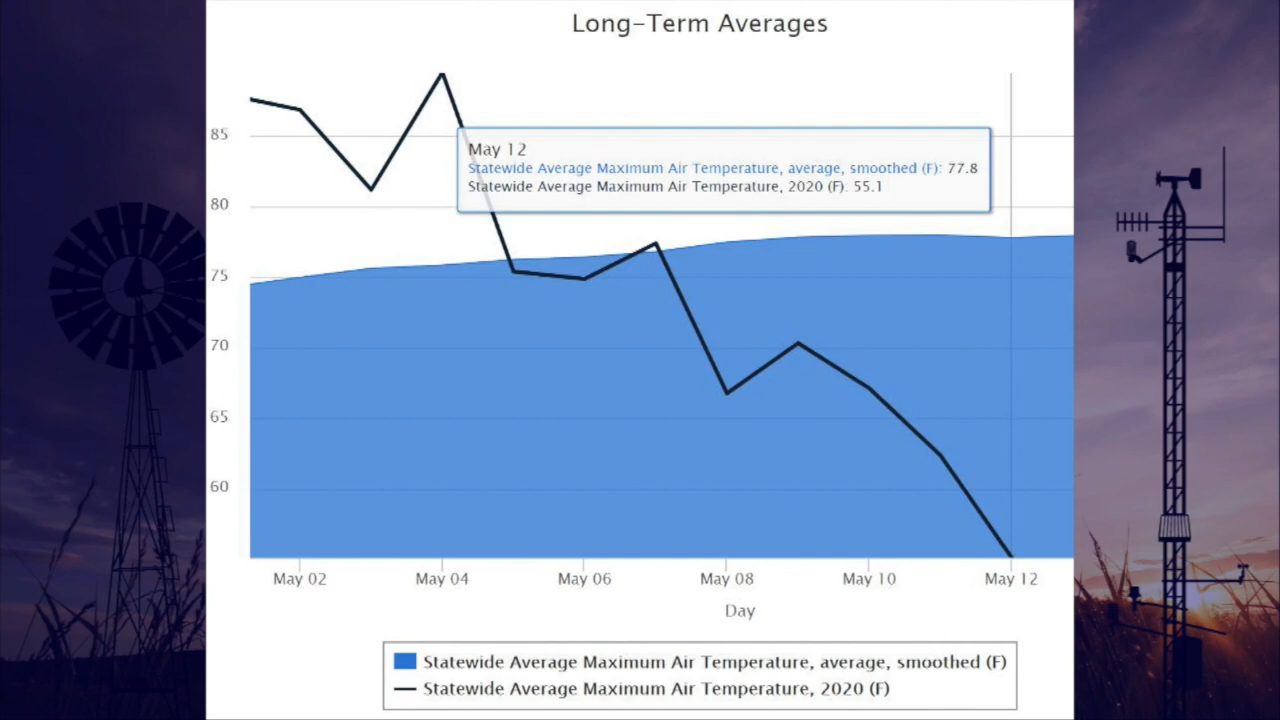 Long-Term Averages
85
80
75
70
65
60
May 12
Statewide Average Maximum Air Temperature, average, smoothed (F): 77.8
Statewide Average Maximum Air Temperature, 2020 (F). 55.1
May 02
May 04
May 06
May 08
May 10
May 12
Day
Statewide Average Maximum Air Temperature, average, smoothed (F)
Statewide Average Maximum Air Temperature, 2020 (F)